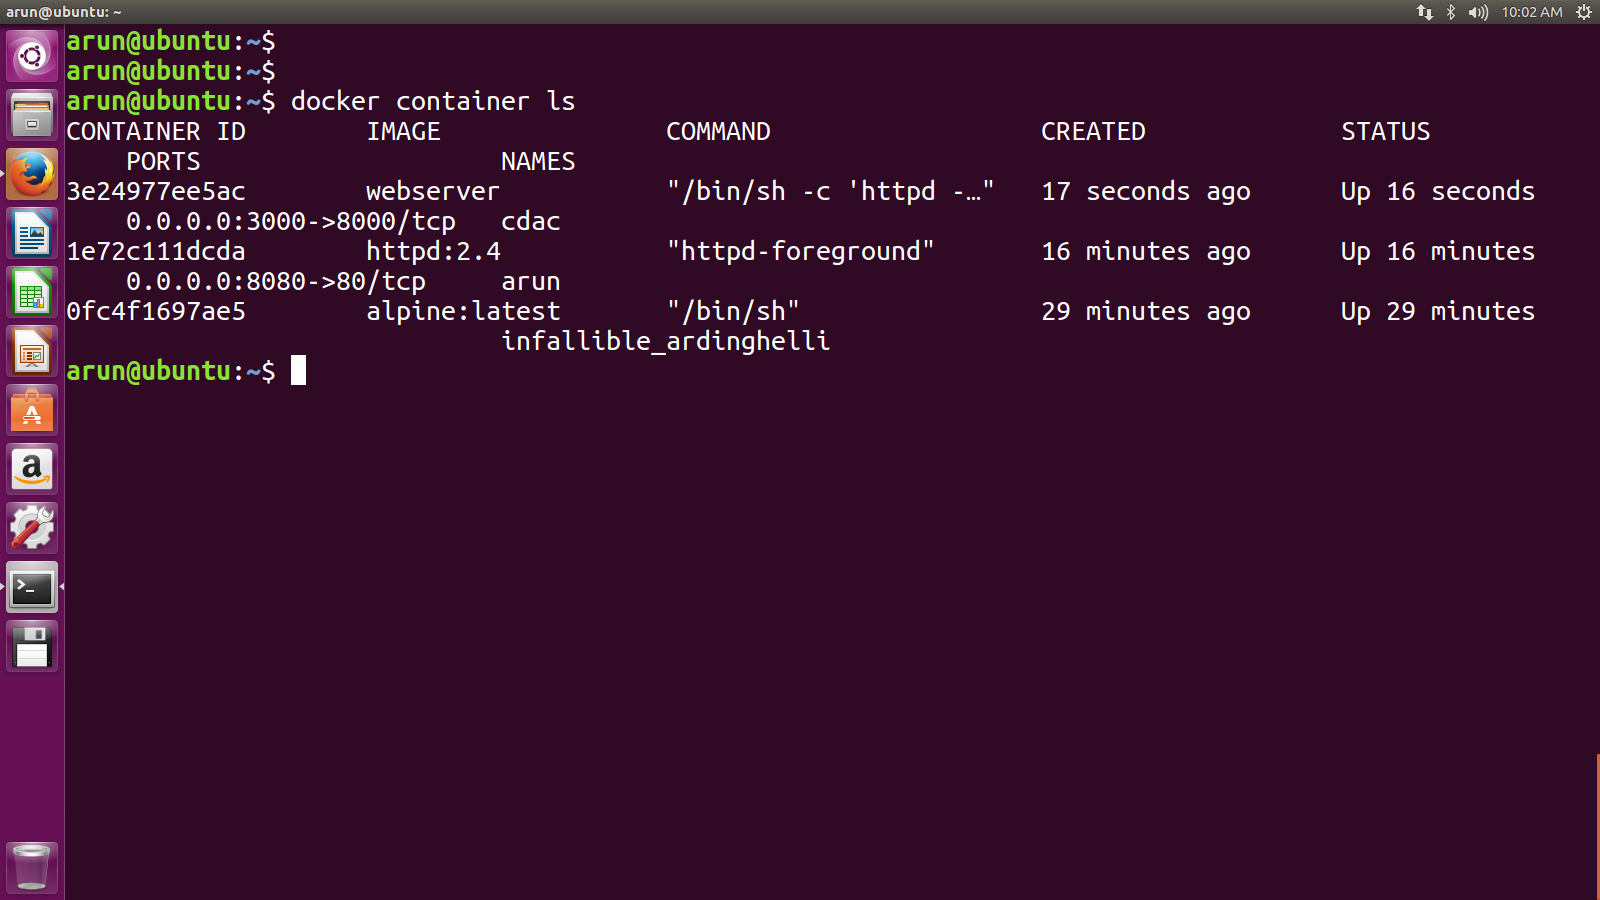 arun@ubuntu: ~
10:02 AM
arun@ubuntu:~$
arun@ubuntu:~$
arun@ubuntu:~$ docker container ls
CONTAINER ID        IMAGE               COMMAND                  CREATED             STATUS
    PORTS                    NAMES
3e24977ee5ac        webserver           "/bin/sh -c 'httpd -…"   17 seconds ago      Up 16 seconds
    0.0.0.0:3000->8000/tcp   cdac
1e72c111dcda        httpd:2.4           "httpd-foreground"       16 minutes ago      Up 16 minutes
    0.0.0.0:8080->80/tcp     arun
0fc4f1697ae5        alpine:latest       "/bin/sh"                29 minutes ago      Up 29 minutes
                             infallible_ardinghelli
arun@ubuntu:~$